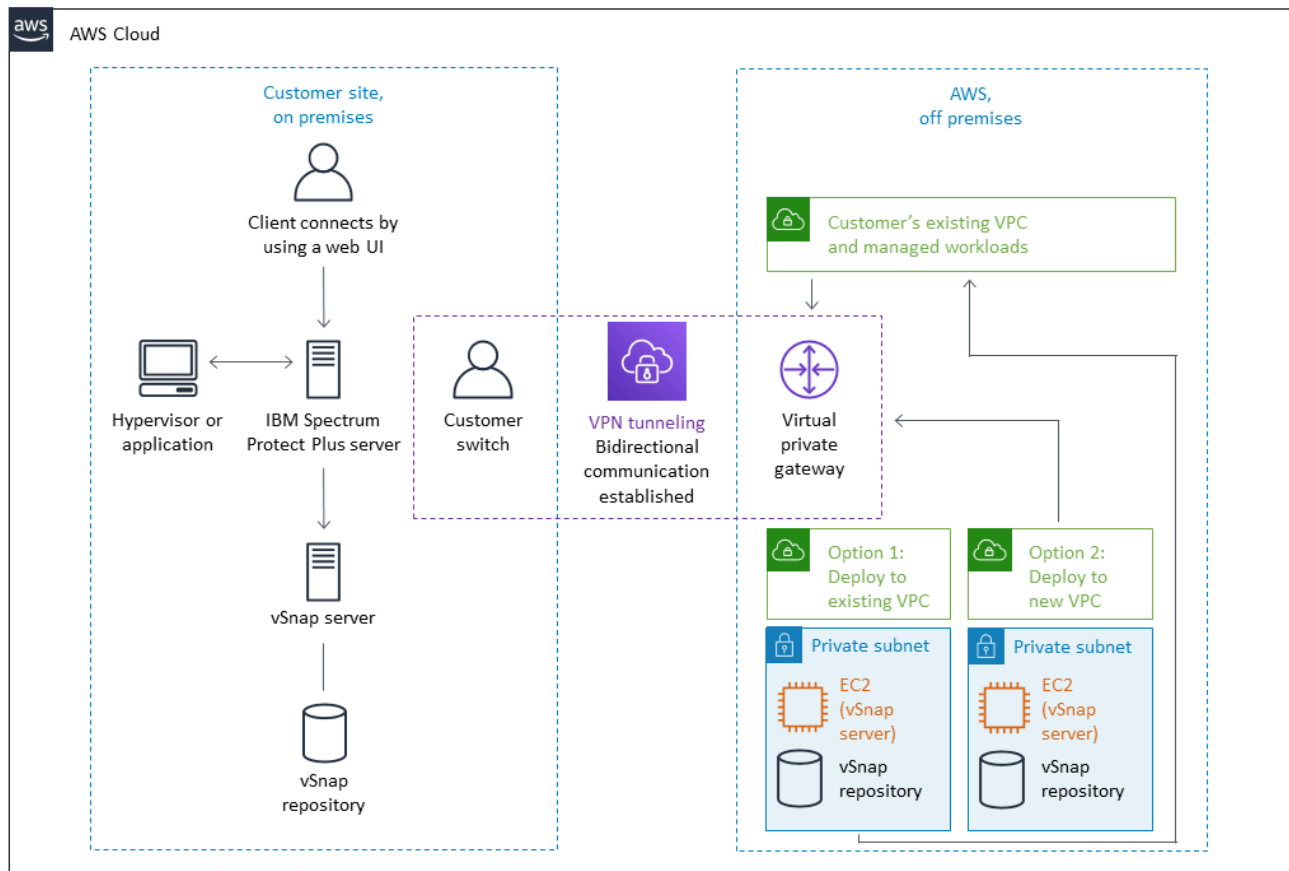 aws
AWS Cloud
Customer site,
on premises
Client connects by
using a web UI
Hypervisor or
application
IBM Spectrum
Protect Plus server
vSnap server
vSnap
repository
Customer
switch
VPN tunneling
Bidirectional
communication
established
AWS,
off premises
Customer’s existing VPC
and managed workloads
Virtual
private
gateway
Option 1:
Deploy to
existing VPC
Private subnet
EC2
(vSnap
server)
vSnap
repository
Option 2:
Deploy to
new VPC
Private subnet
EC2
(vSnap
server)
vSnap
repository